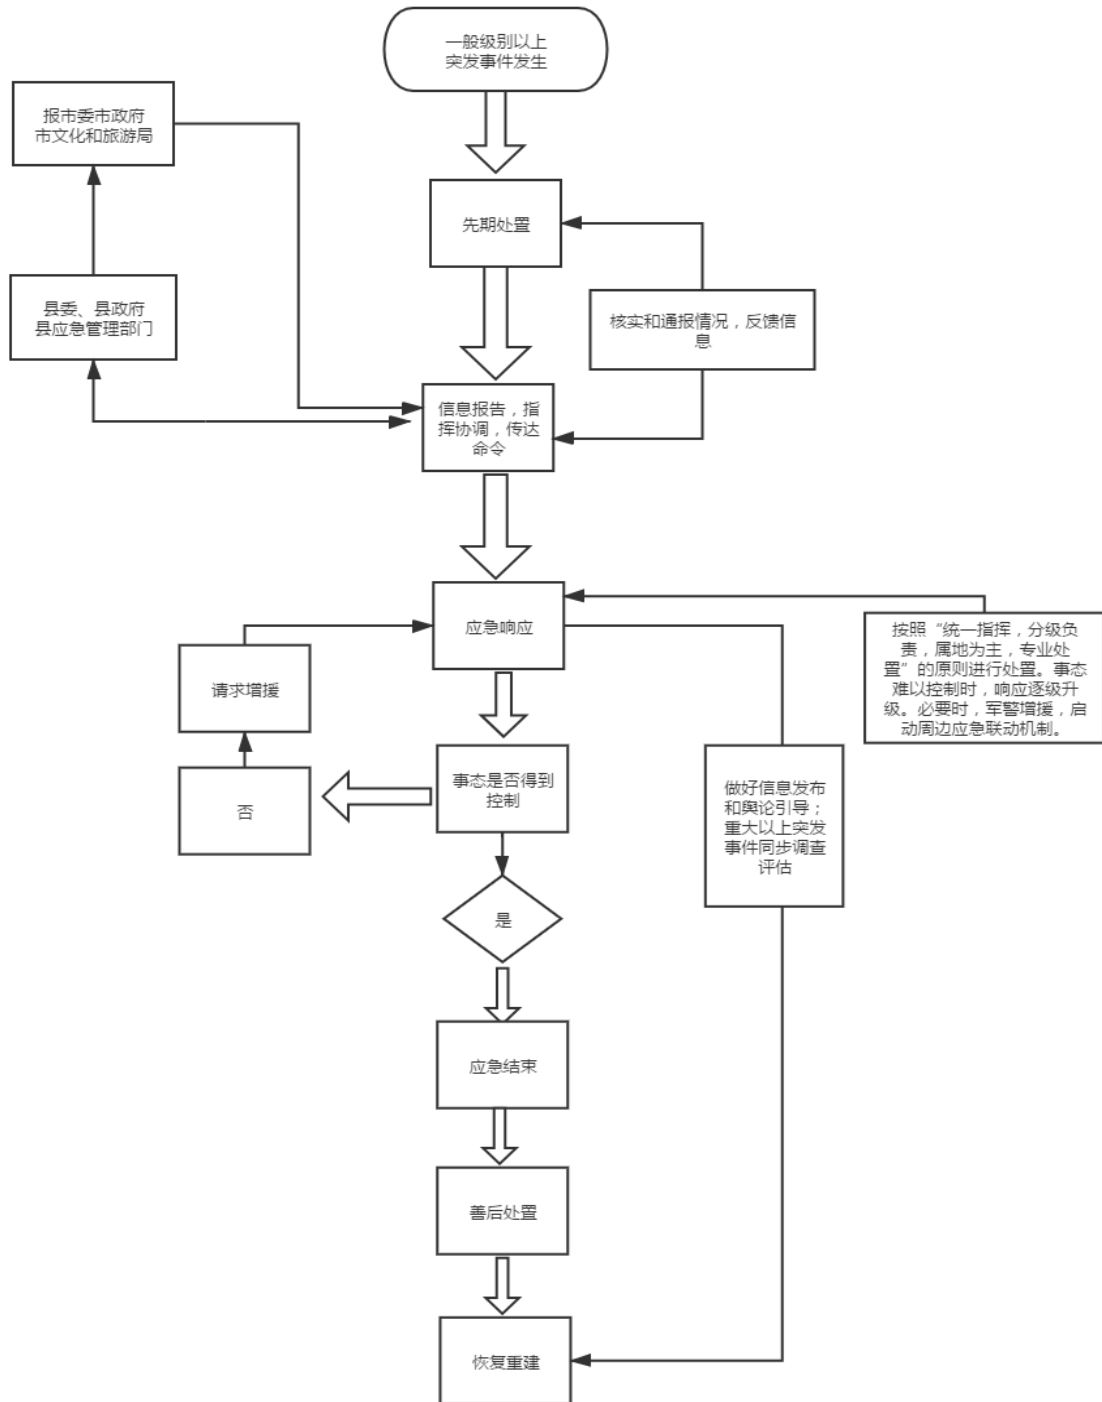 一般级别以上
突发事件发生
报市委市政府
市文化和旅游局
先期处置
县委、县政府
县应急管理部门
核实和通报情况，反馈信
息
信息报告，指
挥协调，传达
命令
应急响应
按照“统一指挥，分级负
责，属地为主，专业处
置”的原则进行处置。事态
难以控制时，响应逐级升
级。必要时，军警增援，启
动周边应急联动机制。
请求增援
事态是否得到
控制
否
做好信息发布
和舆论引导；
重大以上突发
事件同步调查
评估
是
应急结束
善后处置
恢复重建